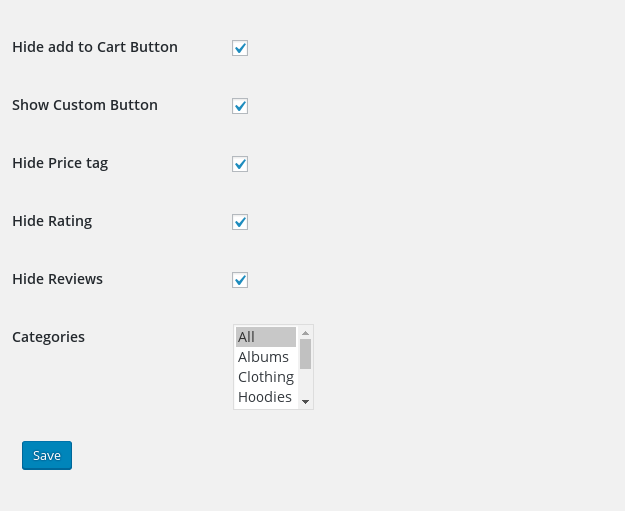 Hide add to Cart Button
Show Custom Button
Hide Price tag
Hide Rating
Hide Reviews
Categories
All
Albums
Clothing
Hoodies
Save